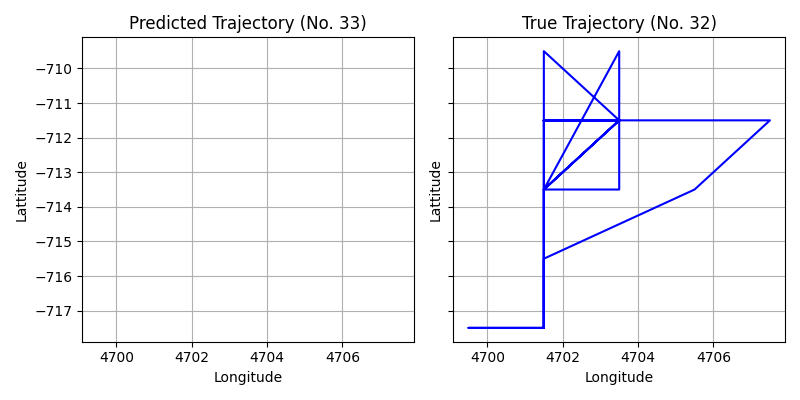 Predicted Trajectory (No. 33)
True Trajectory (No. 32)
−710
−711
−712
−713
−714
−715
−716
−717
Lattitude
Lattitude
4700 4702 4704 4706
4700 4702 4704 4706
Longitude
Longitude